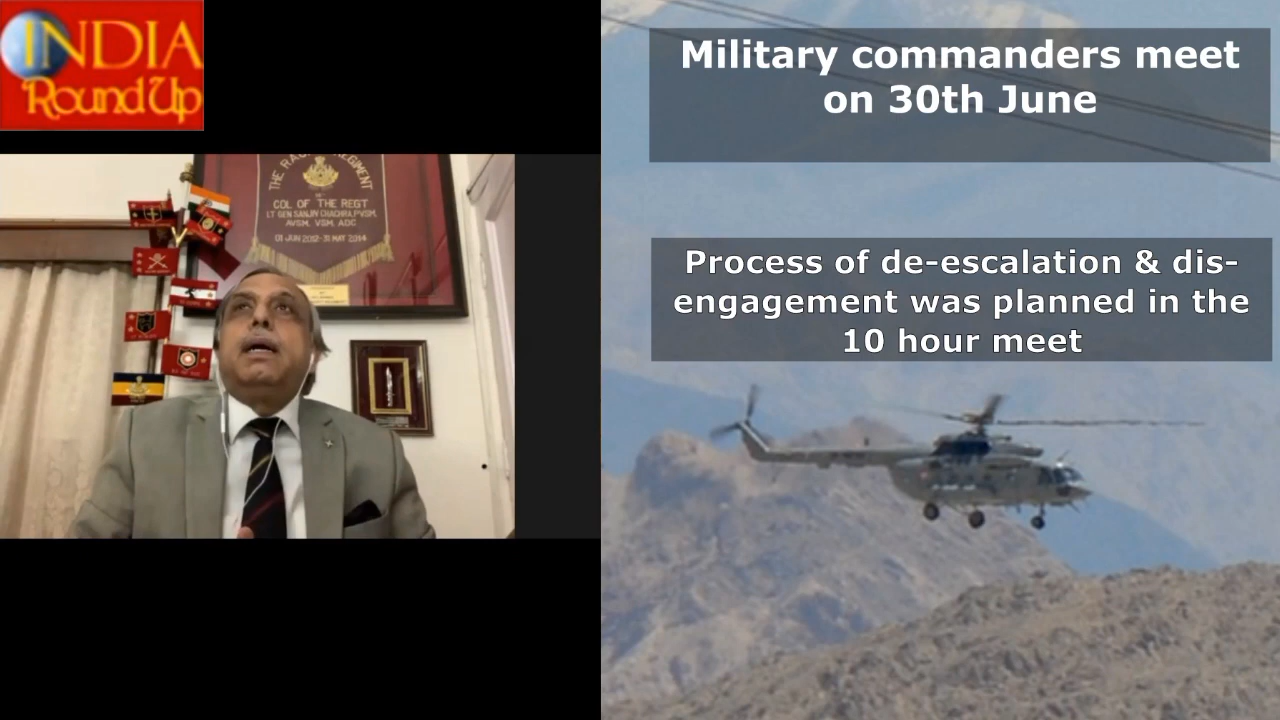 INDIA
Round Up
Military commanders meet
on 30th June
Process of de-escalation & dis-
engagement was planned in the
10 hour meet
THE REGIMENT
COL OF THE REGT
LT GEN SANJIV CHACHRA, PVSM,
AVSM, VSM, ADC
01 JUN 2012-31 MAY 2014